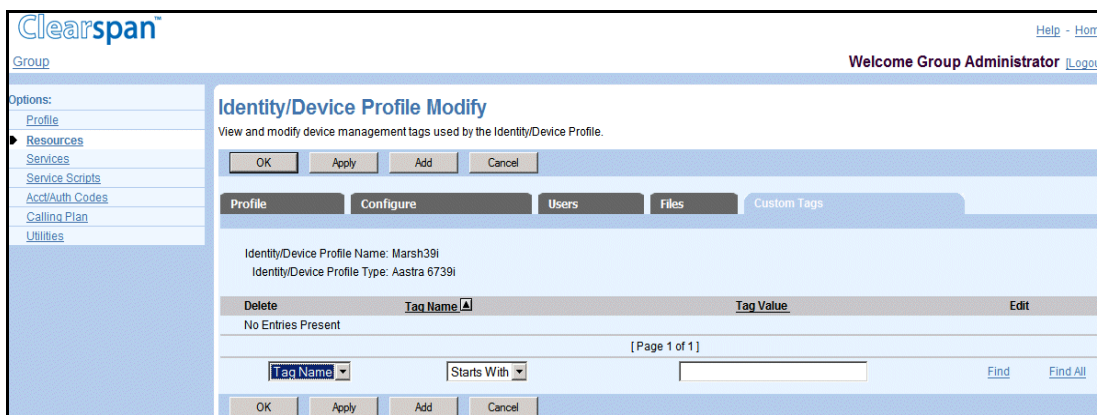 Clearspan™
Help - Hom
Group
Welcome Group Administrator [Logou
Options:
Profile
Resources
Services
Service Scripts
Acct/Auth Codes
Calling Plan
Utilities
Identity/Device Profile Modify
View and modify device management tags used by the Identity/Device Profile.
OK Apply Add Cancel
Profile Configure Users Files Custom Tags
Identity/Device Profile Name: Marsh39i
Identity/Device Profile Type: Aastra 6739i
Delete Tag Name Tag Value Edit
No Entries Present
[ Page 1 of 1 ]
Tag Name Starts With Find Find All
OK Apply Add Cancel